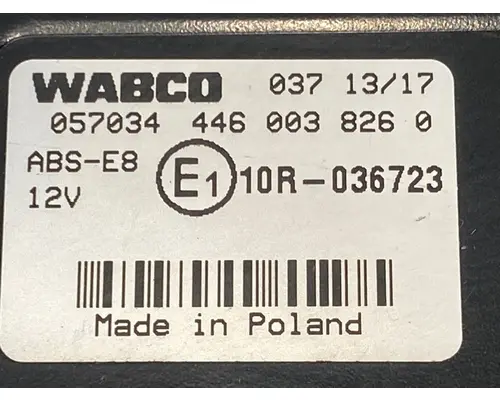 WABCO 037 13/17
057034 446 003 826 0
ABS-E8
12V
E1 10R-036723
Made in Poland